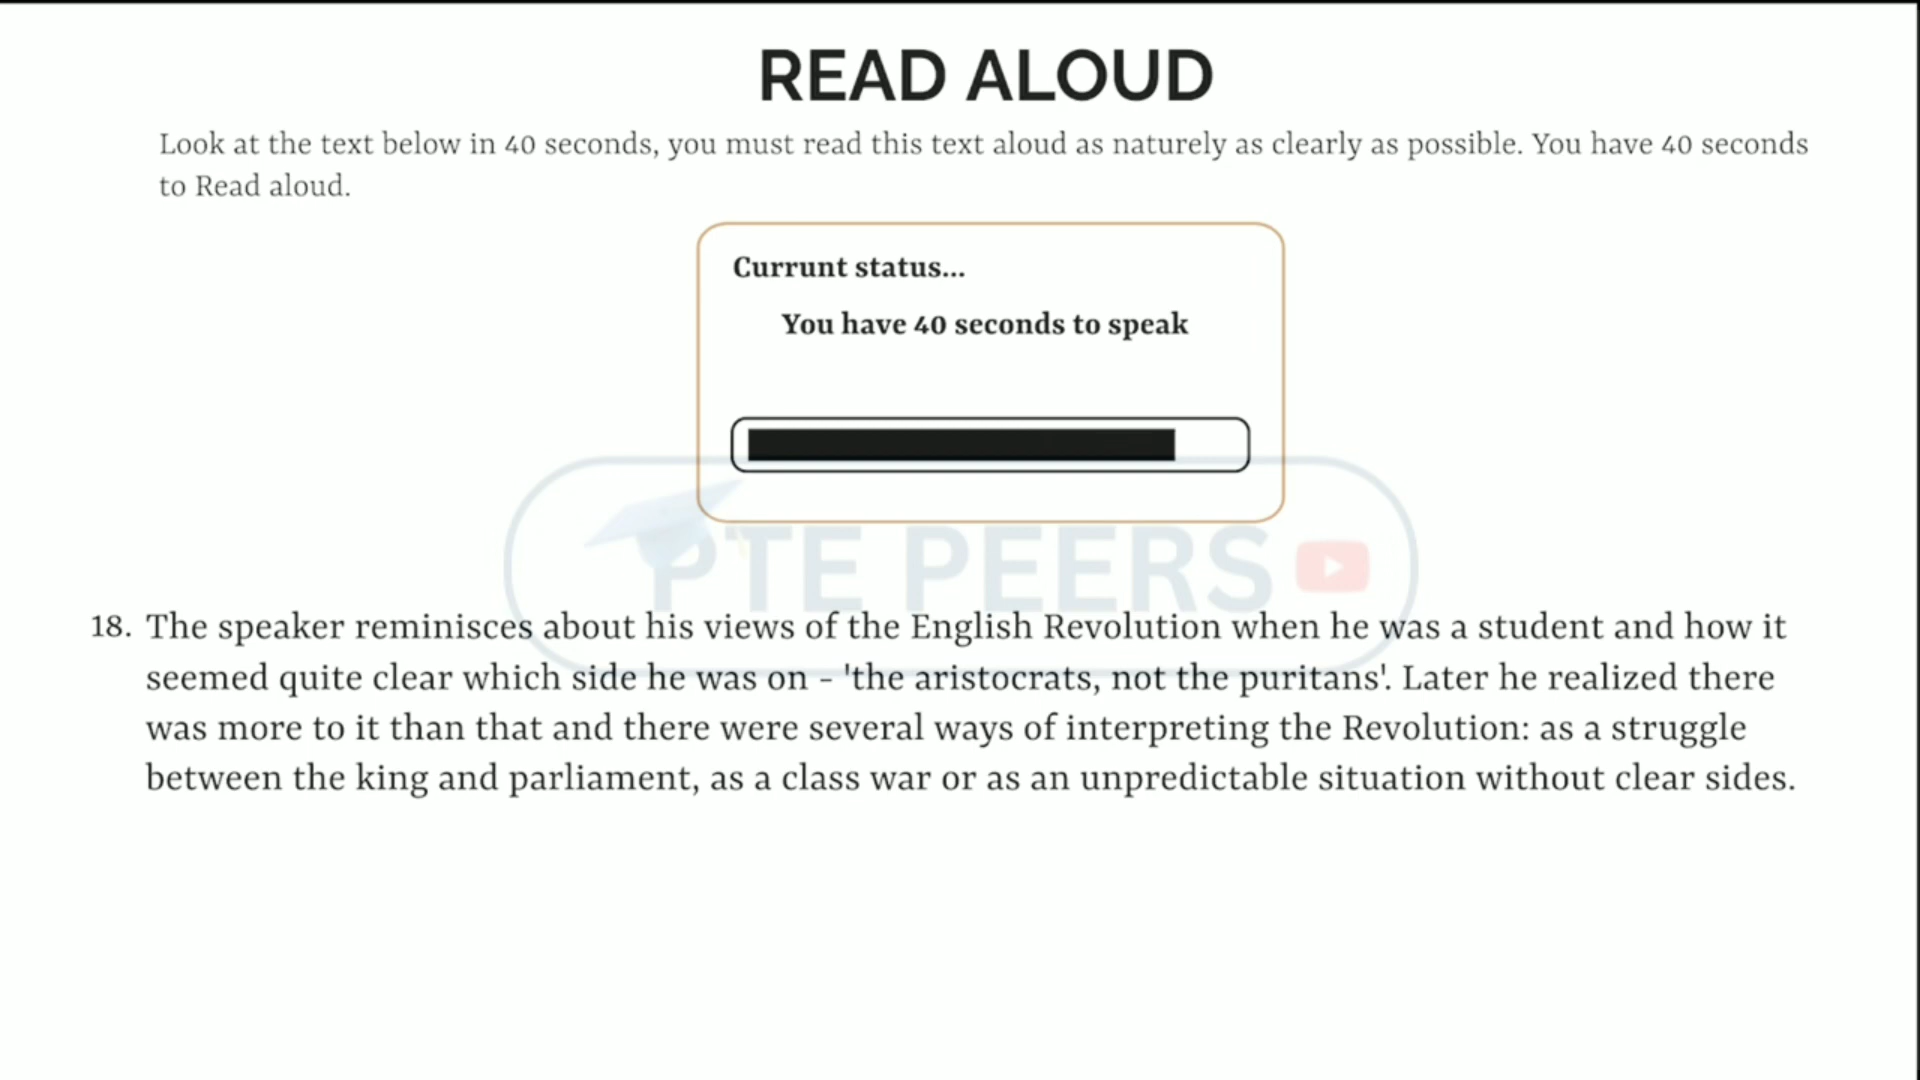 READ ALOUD
Look at the text below in 40 seconds, you must read this text aloud as naturely as clearly as possible. You have 40 seconds
to Read aloud.
Currunt status...
You have 40 seconds to speak
PTE PEERS
18. The speaker reminisces about his views of the English Revolution when he was a student and how it
seemed quite clear which side he was on - 'the aristocrats, not the puritans'. Later he realized there
was more to it than that and there were several ways of interpreting the Revolution: as a struggle
between the king and parliament, as a class war or as an unpredictable situation without clear sides.